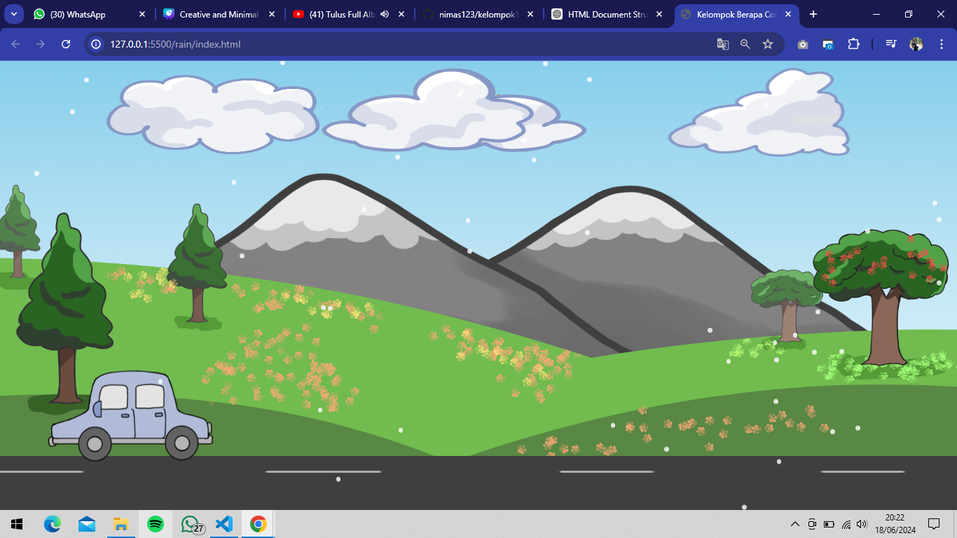 (30) WhatsApp
Creative and Minimal
(41) Tulus Full Alb
nimas123/kelompok1
HTML Document Stru
Kelompok Berapa Co
127.0.0.1:5500/rain/index.html
27
20:22
18/06/2024